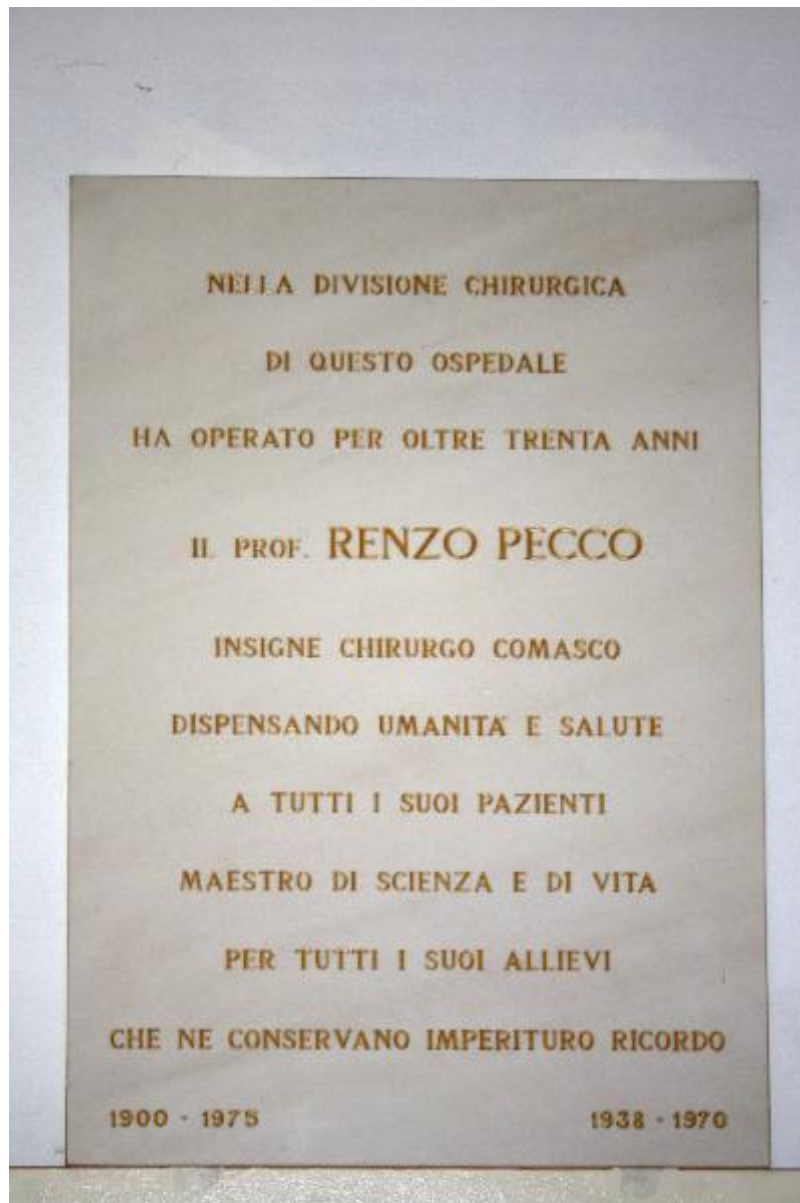 NELLA DIVISIONE CHIRURGICA
DI QUESTO OSPEDALE
HA OPERATO PER OLTRE TRENTA ANNI
IL PROF. RENZO PECCO
INSIGNE CHIRURGO COMASCO
DISPENSANDO UMANITA' E SALUTE
A TUTTI I SUOI PAZIENTI
MAESTRO DI SCIENZA E DI VITA
PER TUTTI I SUOI ALLIEVI
CHE NE CONSERVANO IMPERITURO RICORDO
1900 - 1975 1938 - 1970